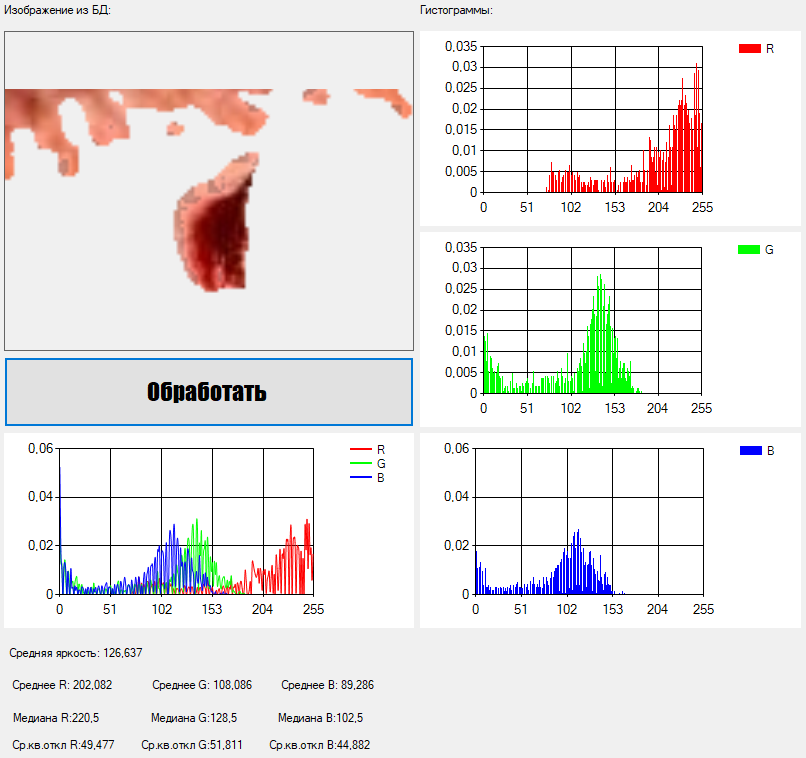 Изображение из БД:
Гистограммы:
0,035
0,03
0,025
0,02
0,015
0,01
0,005
0
0 51 102 153 204 255
R
0,035
0,03
0,025
0,02
0,015
0,01
0,005
0
0 51 102 153 204 255
G
Обработать
0,06
0,04
0,02
0
0 51 102 153 204 255
R
G
B
0,06
0,04
0,02
0
0 51 102 153 204 255
B
Средняя яркость: 126,637
Среднее R: 202,082 Среднее G: 108,086 Среднее B: 89,286
Медиана R:220,5 Медиана G:128,5 Медиана B:102,5
Ср.кв.откл R:49,477 Ср.кв.откл G:51,811 Ср.кв.откл B:44,882